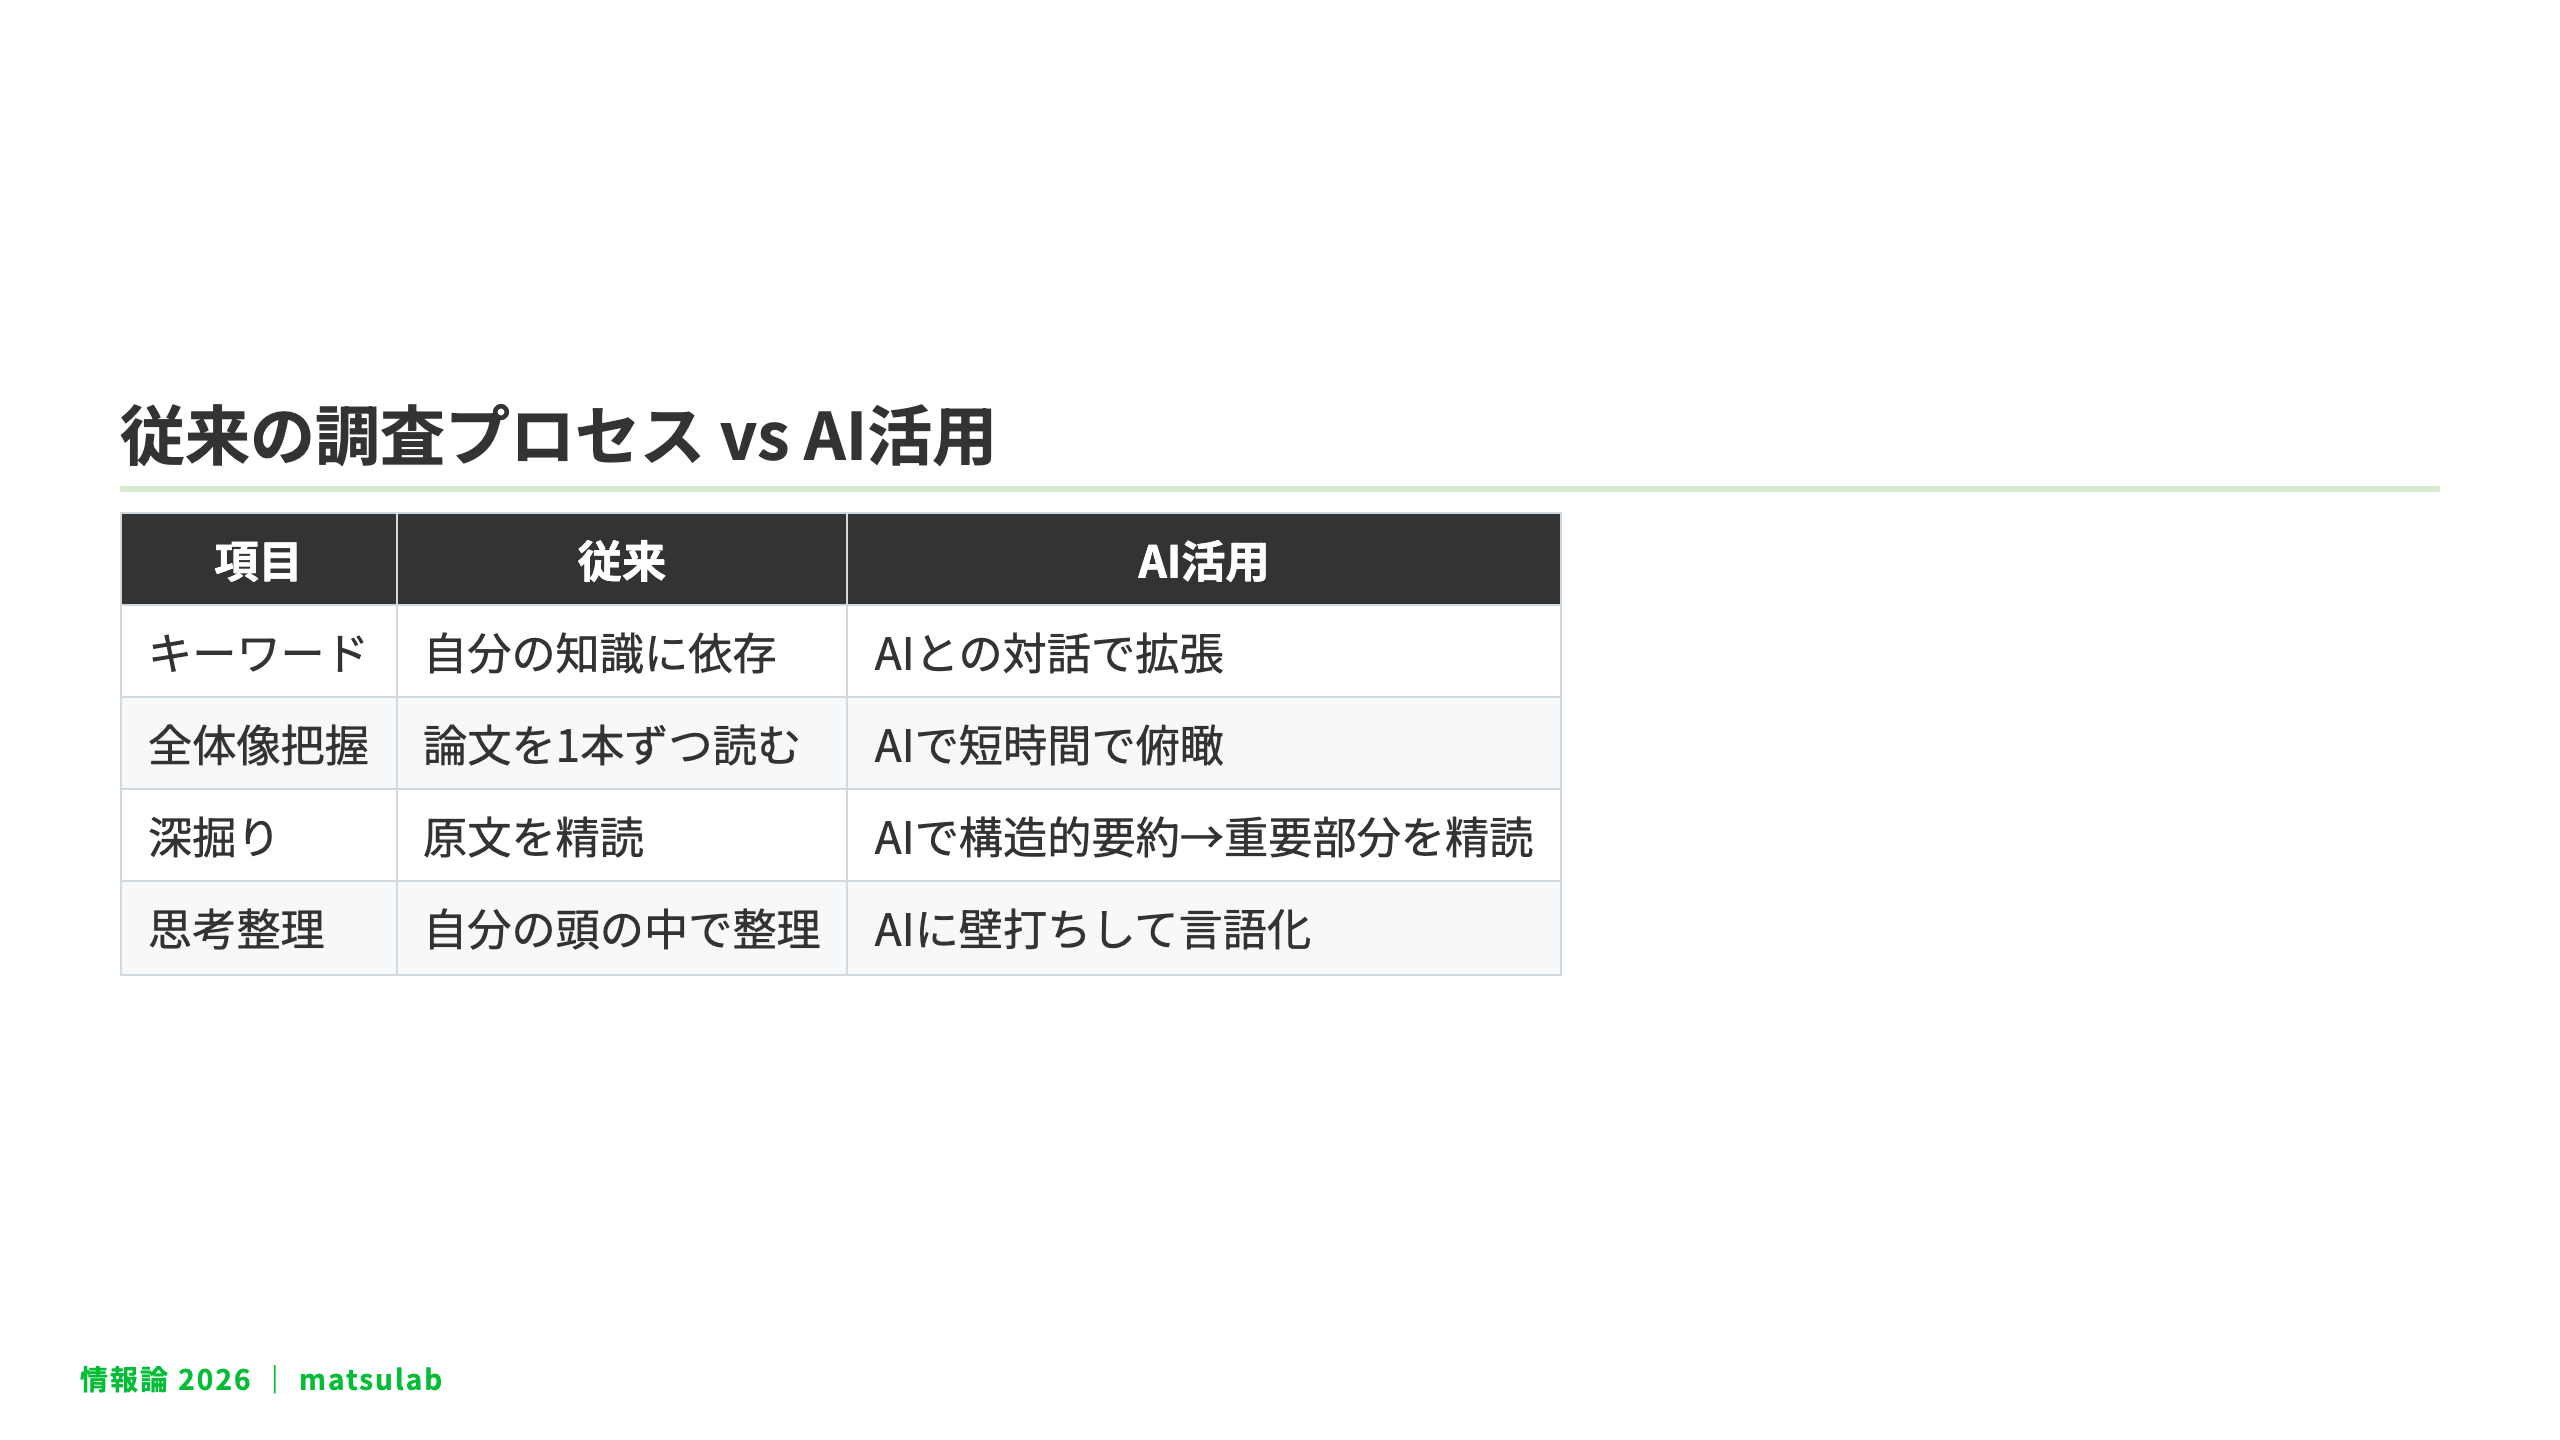 従来の調査プロセス vs AI活用
項目 従来 AI活用
キーワード 自分の知識に依存 AIとの対話で拡張
全体像把握 論文を1本ずつ読む AIで短時間で俯瞰
深掘り 原文を精読 AIで構造的要約→重要部分を精読
思考整理 自分の頭の中で整理 AIに壁打ちして言語化
情報論 2026 ｜ matsulab